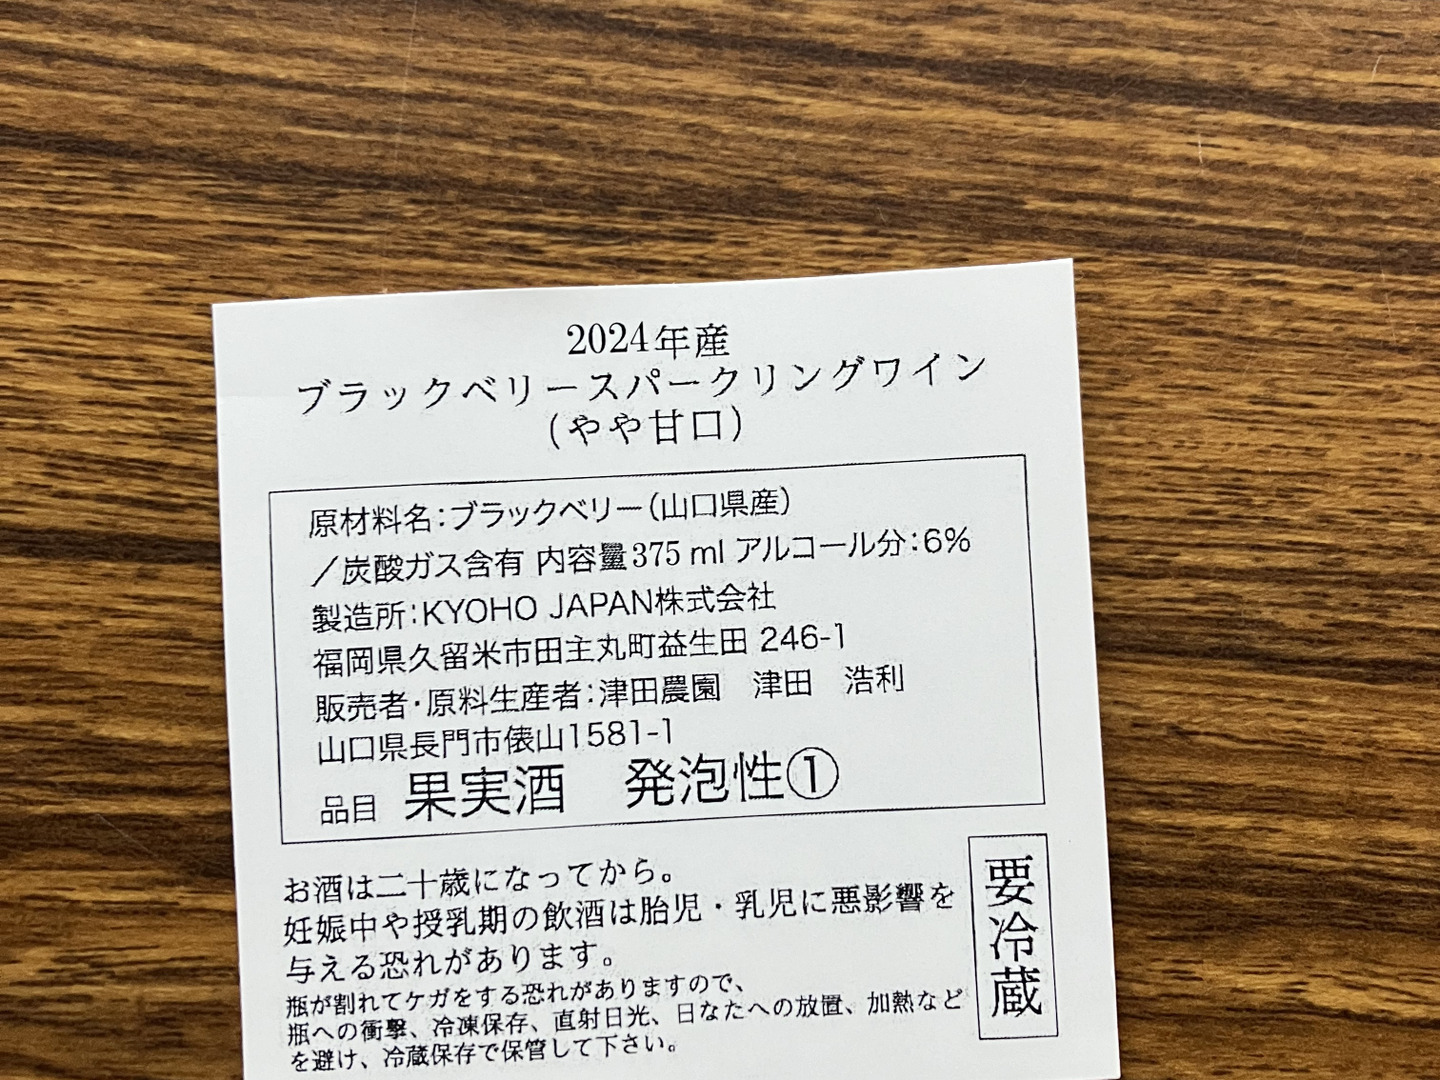 2024年産
ブラックベリースパークリングワイン
(やや甘口)
原材料名:ブラックベリー(山口県産)
/炭酸ガス含有 内容量375 ml アルコール分:6%
製造所:KYOHO JAPAN株式会社
福岡県久留米市田主丸町益生田 246-1
販売者・原料生産者:津田農園 津田 浩利
山口県長門市俵山1581-1
品目 果実酒 発泡性①
お酒は二十歳になってから。
妊娠中や授乳期の飲酒は胎児・乳児に悪影響を
与える恐れがあります。
瓶が割れてケガをする恐れがありますので、
瓶への衝撃、冷凍保存、直射日光、日なたへの放置、加熱など
を避け、冷蔵保存で保管して下さい。
要冷蔵